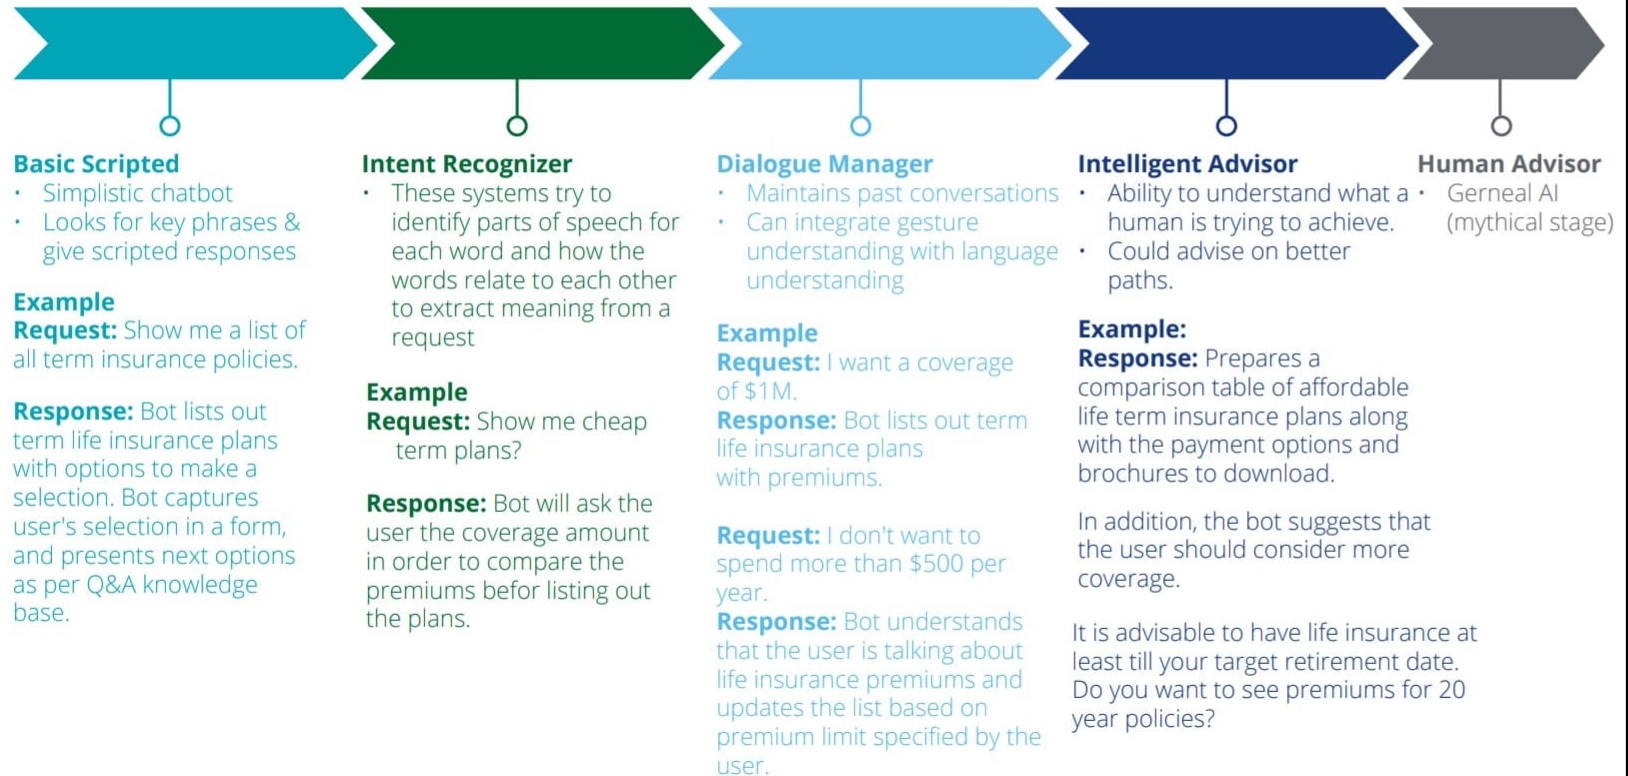 Basic Scripted
• Simplistic chatbot
• Looks for key phrases &
give scripted responses
Example
Request: Show me a list of
all term insurance policies.
Response: Bot lists out
term life insurance plans
with options to make a
selection. Bot captures
user's selection in a form,
and presents next options
as per Q&A knowledge
base.
Intent Recognizer
• These systems try to
identify parts of speech for
each word and how the
words relate to each other
to extract meaning from a
request
Example
Request: Show me cheap
term plans?
Response: Bot will ask the
user the coverage amount
in order to compare the
premiums befor listing out
the plans.
Dialogue Manager
• Maintains past conversations
• Can integrate gesture
understanding with language
understanding
Example
Request: I want a coverage
of $1M.
Response: Bot lists out term
life insurance plans
with premiums.
Request: I don't want to
spend more than $500 per
year.
Response: Bot understands
that the user is talking about
life insurance premiums and
updates the list based on
premium limit specified by the
user.
Intelligent Advisor
• Ability to understand what a
human is trying to achieve.
• Could advise on better
paths.
Example:
Response: Prepares a
comparison table of affordable
life term insurance plans along
with the payment options and
brochures to download.
In addition, the bot suggests that
the user should consider more
coverage.
It is advisable to have life insurance at
least till your target retirement date.
Do you want to see premiums for 20
year policies?
Human Advisor
• Gerneal AI
(mythical stage)